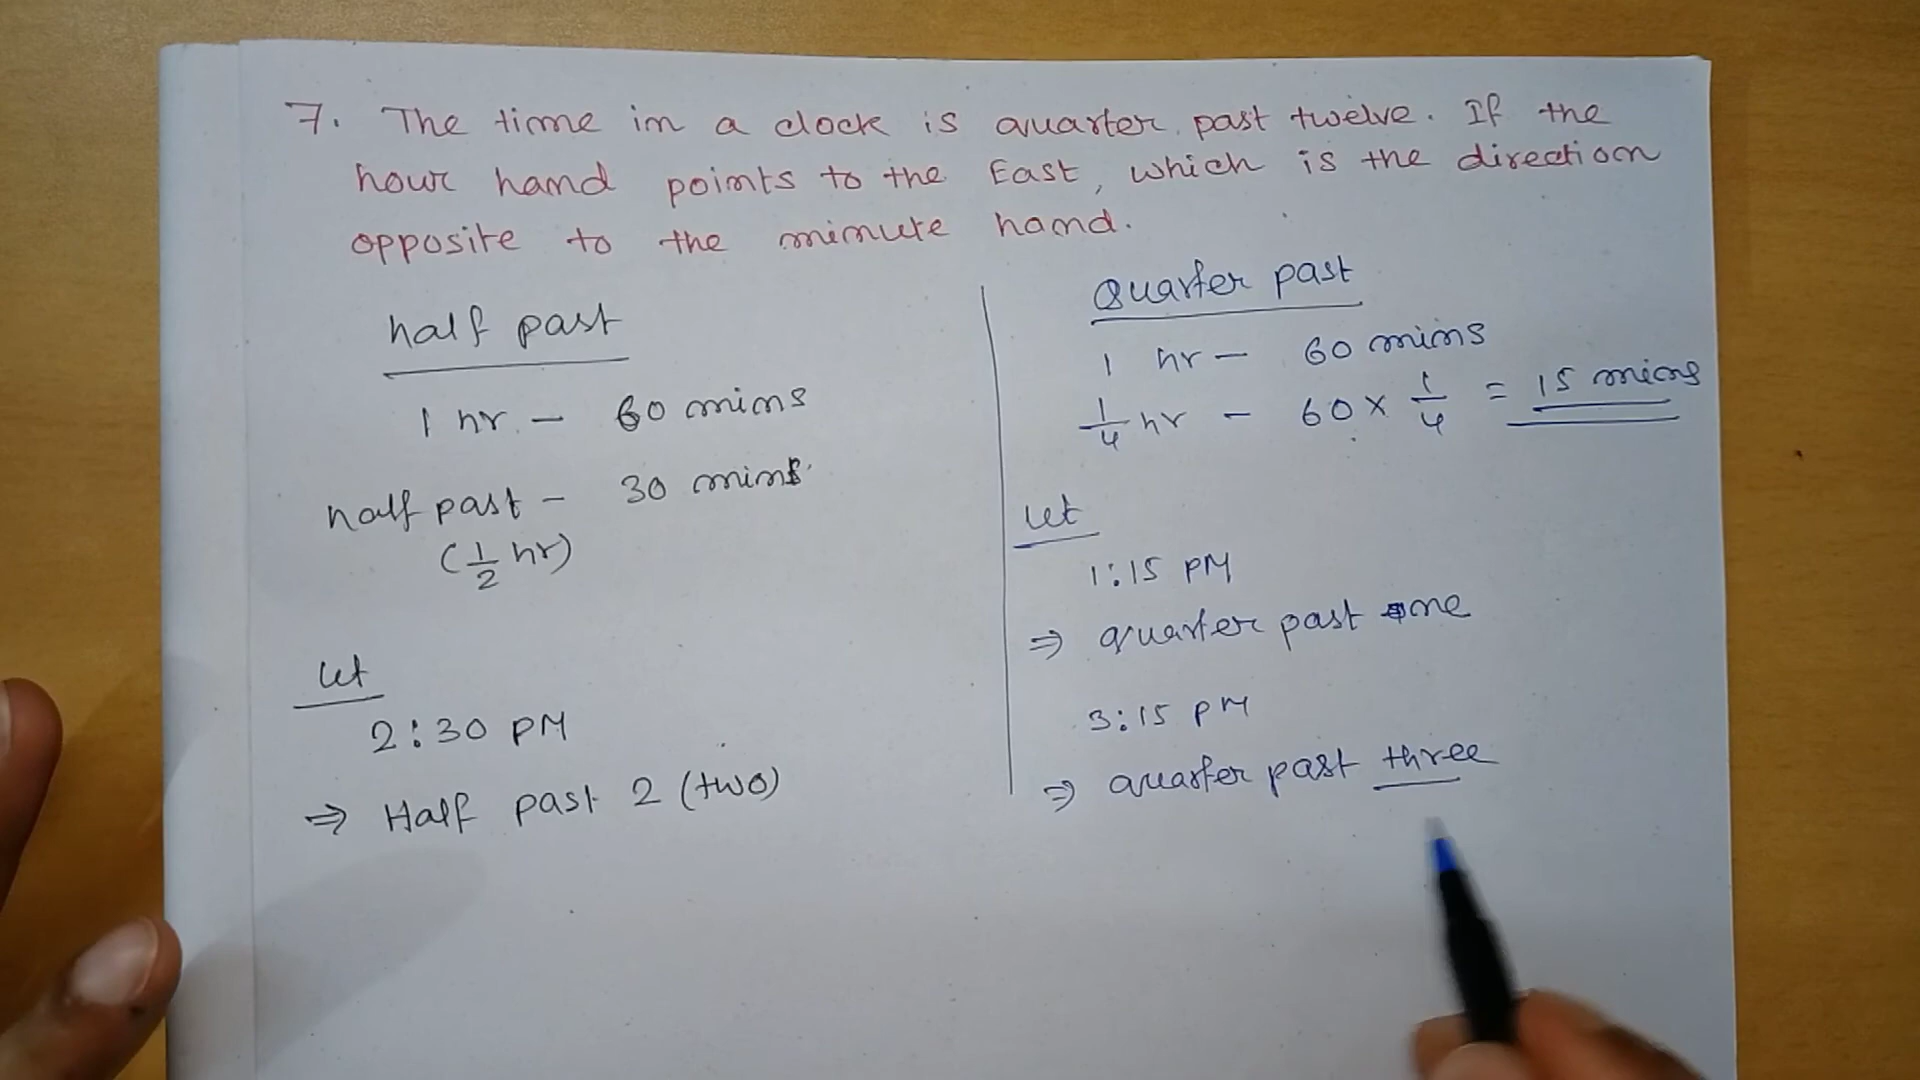 7. The time in a clock is quarter past twelve. If the
hour hand points to the East, which is the direction
opposite to the minute hand.
half past
1 hr - 60 mins
half past - 30 mins
(1/2 hr)
let
2:30 PM
⇒ Half past 2 (two)
Quarter past
1 hr - 60 mins
1/4 hr - 60 × 1/4 = 15 mins
let
1:15 PM
⇒ quarter past one
3:15 PM
⇒ quarter past three